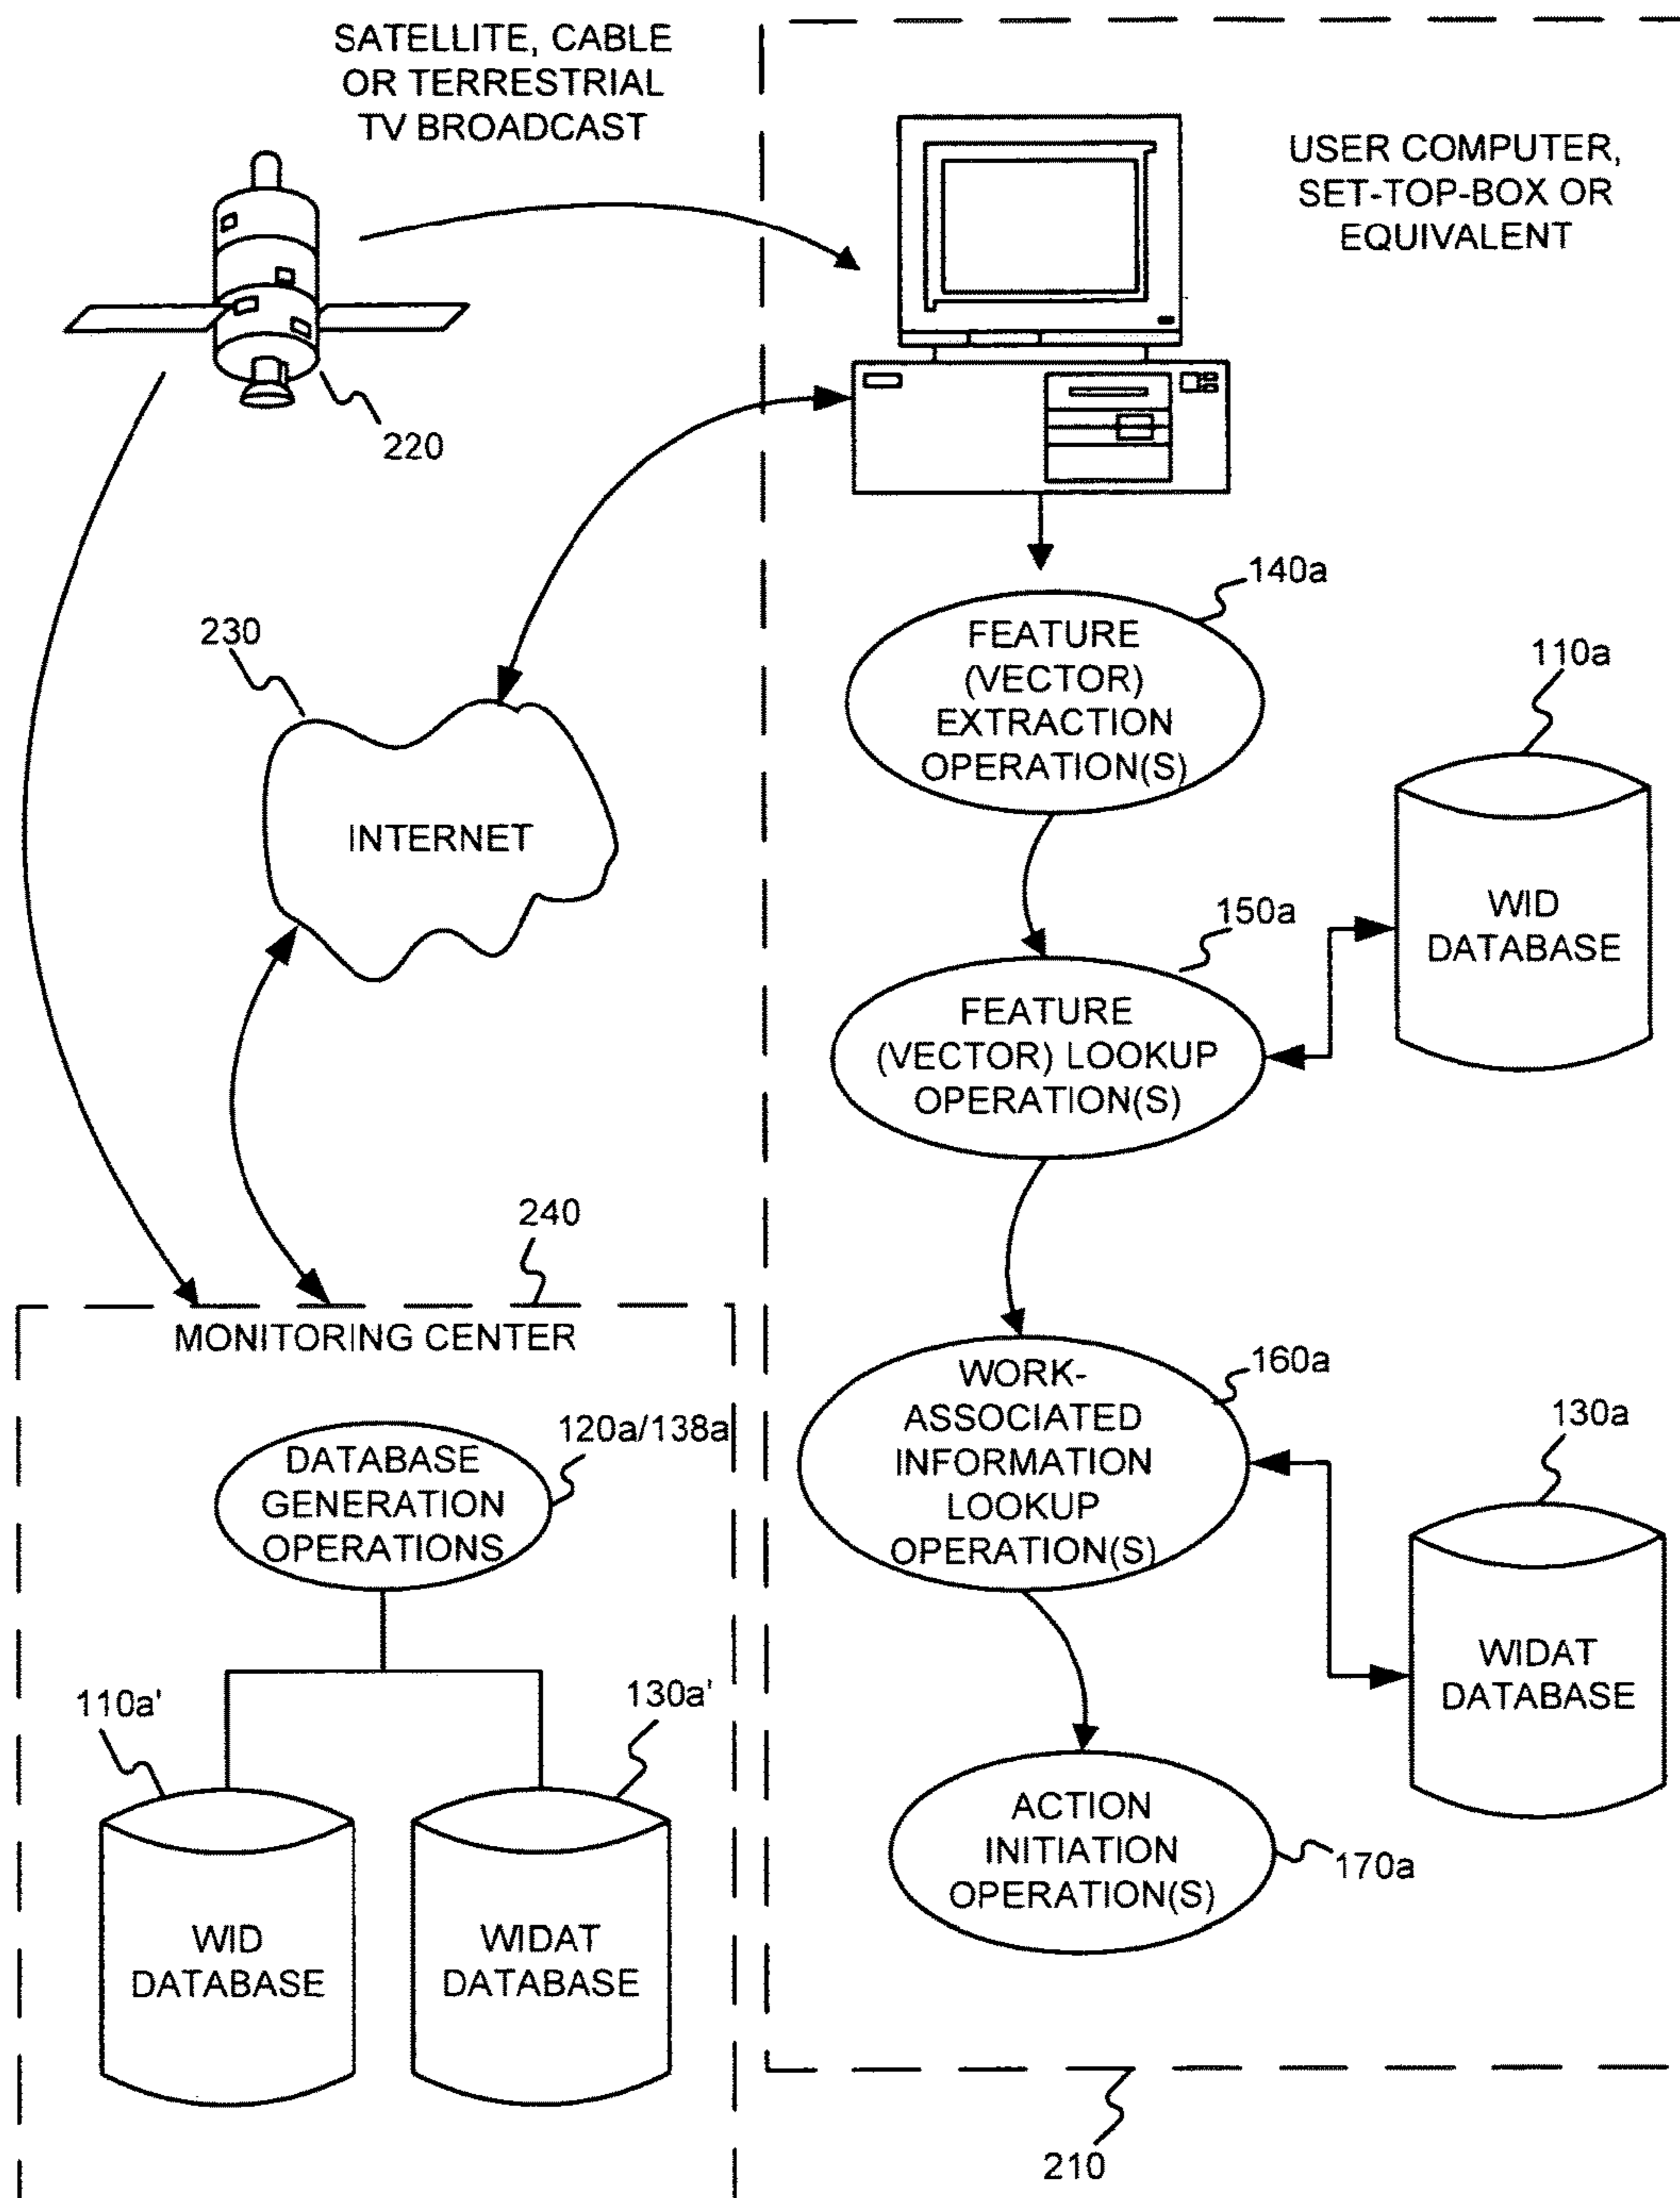 SATELLITE, CABLE
OR TERRESTRIAL
TV BROADCAST
USER COMPUTER,
SET-TOP-BOX OR
EQUIVALENT
220
140a
FEATURE
(VECTOR)
EXTRACTION
OPERATION(S)
230
110a
INTERNET
WID
DATABASE
150a
FEATURE
(VECTOR) LOOKUP
OPERATION(S)
240
MONITORING CENTER
160a
WORK-
ASSOCIATED
INFORMATION
LOOKUP
OPERATION(S)
130a
120a/138a
DATABASE
GENERATION
OPERATIONS
WIDAT
DATABASE
110a'
130a'
ACTION
INITIATION
OPERATION(S)
170a
WID
DATABASE
WIDAT
DATABASE
210